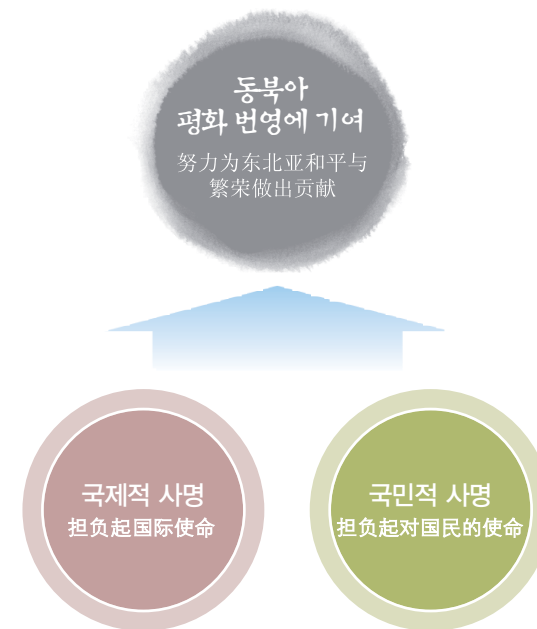 동북아
평화 번영에 기여
努力为东北亚和平与
繁荣做出贡献
국제적 사명
担负起国际使命
국민적 사명
担负起对国民的使命